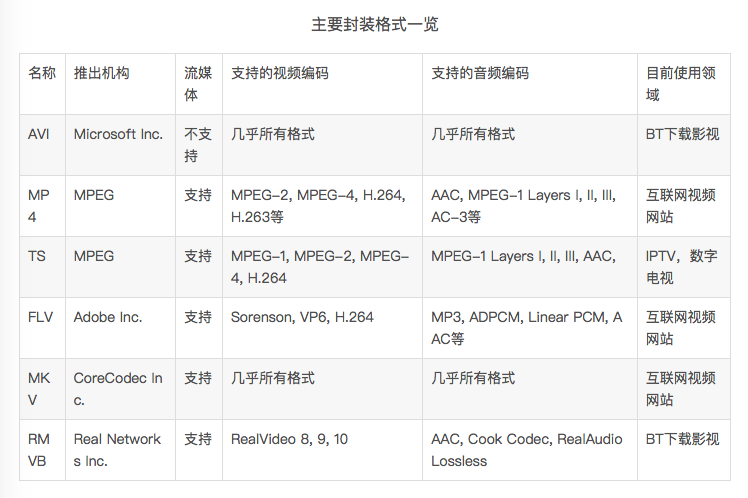 主要封装格式一览
名称 推出机构 流媒体 支持的视频编码 支持的音频编码 目前使用领域
AVI Microsoft Inc. 不支持 几乎所有格式 几乎所有格式 BT下载影视
MP4 MPEG 支持 MPEG-2, MPEG-4, H.264, H.263等 AAC, MPEG-1 Layers I, II, III, AC-3等 互联网视频网站
TS MPEG 支持 MPEG-1, MPEG-2, MPEG-4, H.264 MPEG-1 Layers I, II, III, AAC, IPTV，数字电视
FLV Adobe Inc. 支持 Sorenson, VP6, H.264 MP3, ADPCM, Linear PCM, AAC等 互联网视频网站
MKV CoreCodec Inc. 支持 几乎所有格式 几乎所有格式 互联网视频网站
RMVB Real Networks Inc. 支持 RealVideo 8, 9, 10 AAC, Cook Codec, RealAudio Lossless BT下载影视